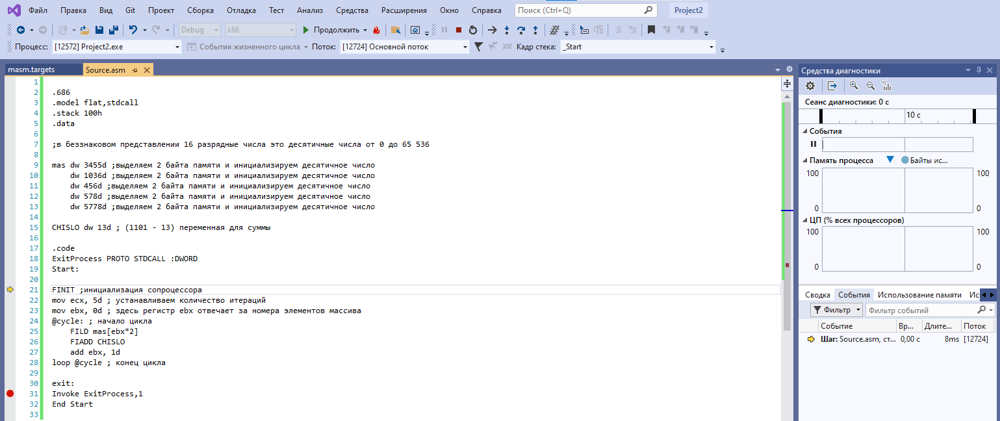 Файл Правка Вид Git Проект Сборка Отладка Тест Анализ Средства Расширения Окно Справка Поиск (Ctrl+Q) Project2
Debug x86 Продолжить
Процесс: [12572] Project2.exe События жизненного цикла Поток: [12724] Основной поток Кадр стека: _Start
masm.targets Source.asm
1
2 .686
3 .model flat,stdcall
4 .stack 100h
5 .data
6
7 ;в беззнаковом представлении 16 разрядные числа это десятичные числа от 0 до 65 536
8
9 mas dw 3455d ;выделяем 2 байта памяти и инициализируем десятичное число
10 dw 1036d ;выделяем 2 байта памяти и инициализируем десятичное число
11 dw 456d ;выделяем 2 байта памяти и инициализируем десятичное число
12 dw 578d ;выделяем 2 байта памяти и инициализируем десятичное число
13 dw 5778d ;выделяем 2 байта памяти и инициализируем десятичное число
14
15 CHISLO dw 13d ; (1101 - 13) переменная для суммы
16
17 .code
18 ExitProcess PROTO STDCALL :DWORD
19 Start:
20
21 FINIT ;инициализация сопроцессора
22 mov ecx, 5d ; устанавливаем количество итераций
23 mov ebx, 0d ; здесь регистр ebx отвечает за номера элементов массива
24 @cycle: ; начало цикла
25 FILD mas[ebx*2]
26 FIADD CHISLO
27 add ebx, 1d
28 loop @cycle ; конец цикла
29
30 exit:
31 Invoke ExitProcess,1
32 End Start
33
Средства диагностики
Сеанс диагностики: 0 с
10 с
События
Память процесса Байты ис...
100 100
0 0
ЦП (% всех процессоров)
100 100
0 0
Сводка События Использование памяти Ис
Фильтр Фильтр событий
Событие Вр... Длите... Поток
Шаг: Source.asm, ст... 0,00 с 8ms [12724]